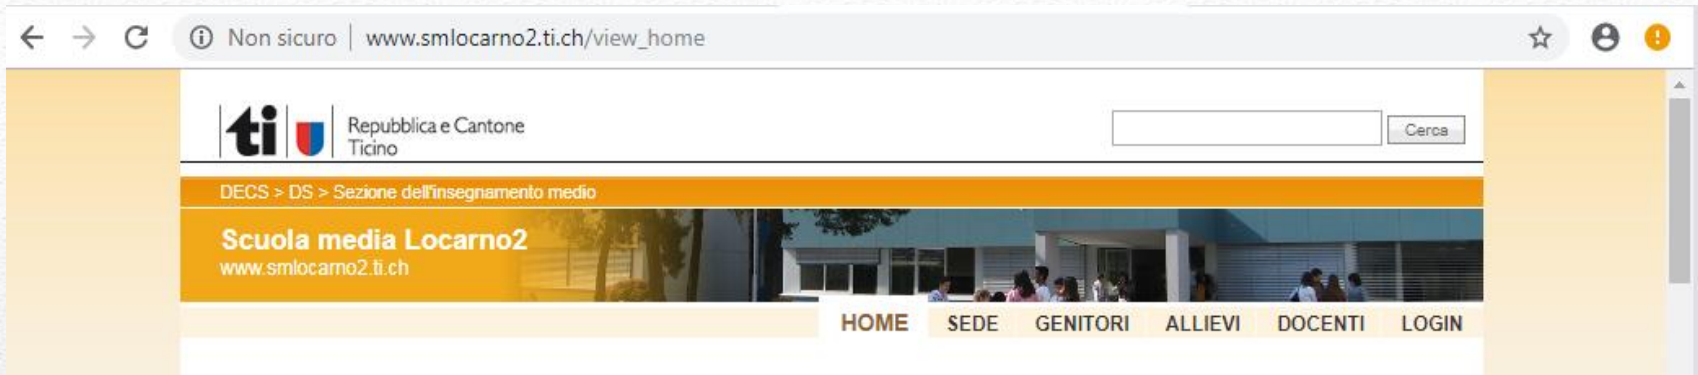 Non sicuro | www.smlocarno2.ti.ch/view_home
ti
Repubblica e Cantone
Ticino
Cerca
DECS > DS > Sezione dell'insegnamento medio
Scuola media Locarno2
www.smlocarno2.ti.ch
HOME SEDE GENITORI ALLIEVI DOCENTI LOGIN